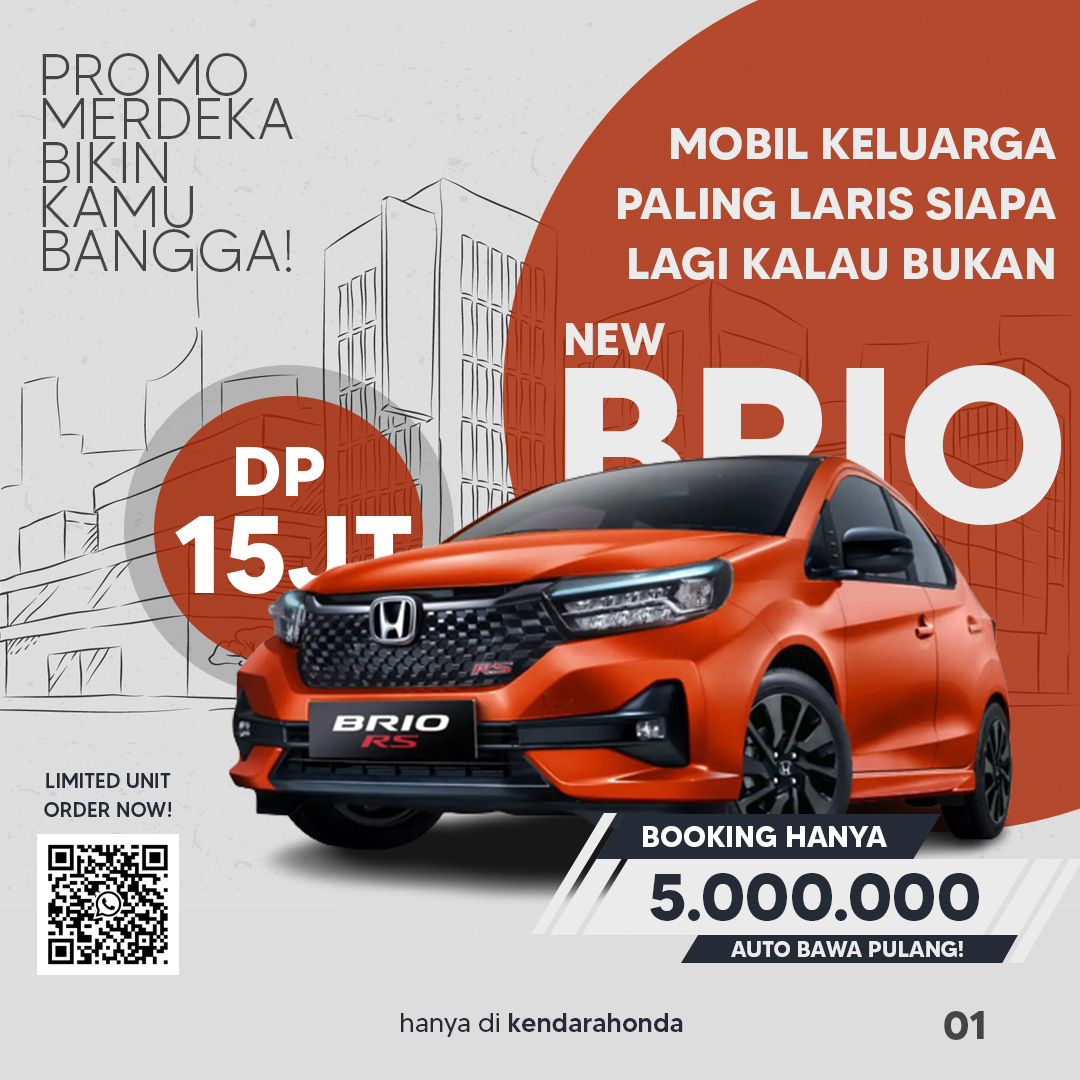 PROMO
MERDEKA
BIKIN
KAMU
BANGGA!
MOBIL KELUARGA
PALING LARIS SIAPA
LAGI KALAU BUKAN
NEW
BRIO
DP
15JT
RS
BRIO
RS
LIMITED UNIT
ORDER NOW!
BOOKING HANYA
5.000.000
AUTO BAWA PULANG!
hanya di kendarahonda
01